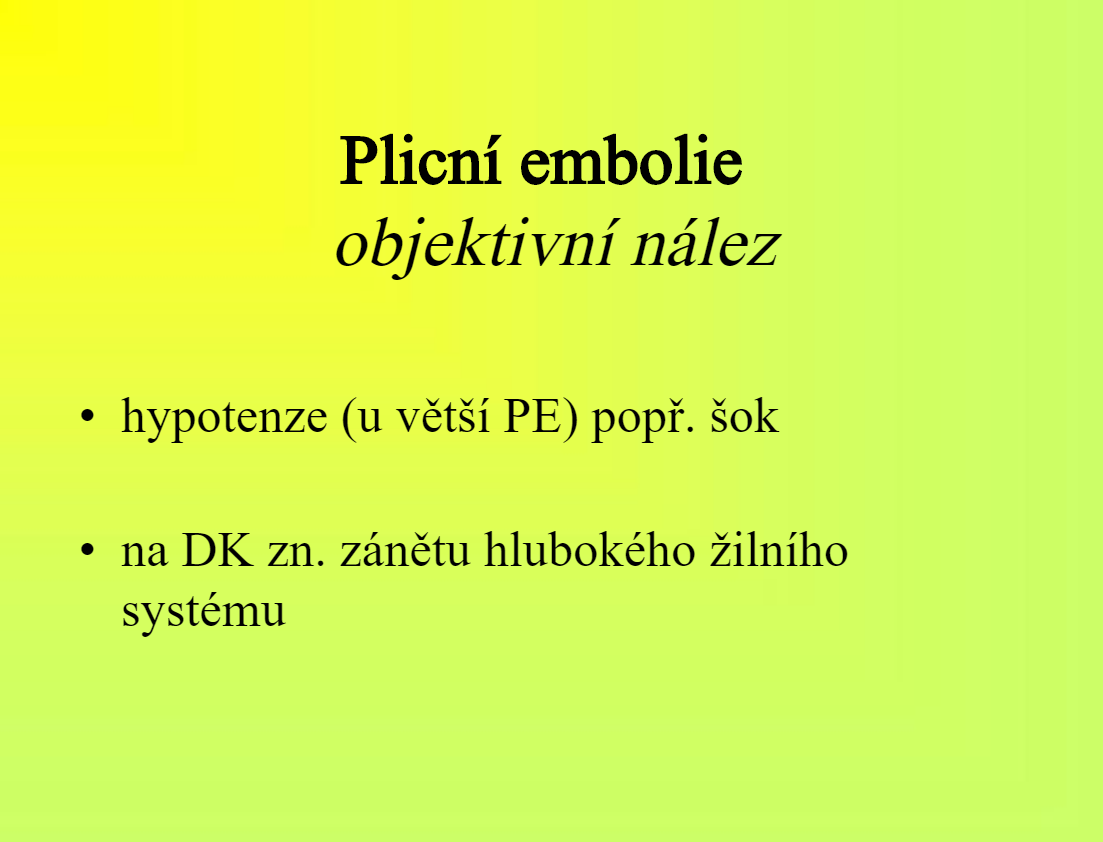 Plicní embolie
objektivní nález
• hypotenze (u větší PE) popř. šok
• na DK zn. zánětu hlubokého žilního
systému